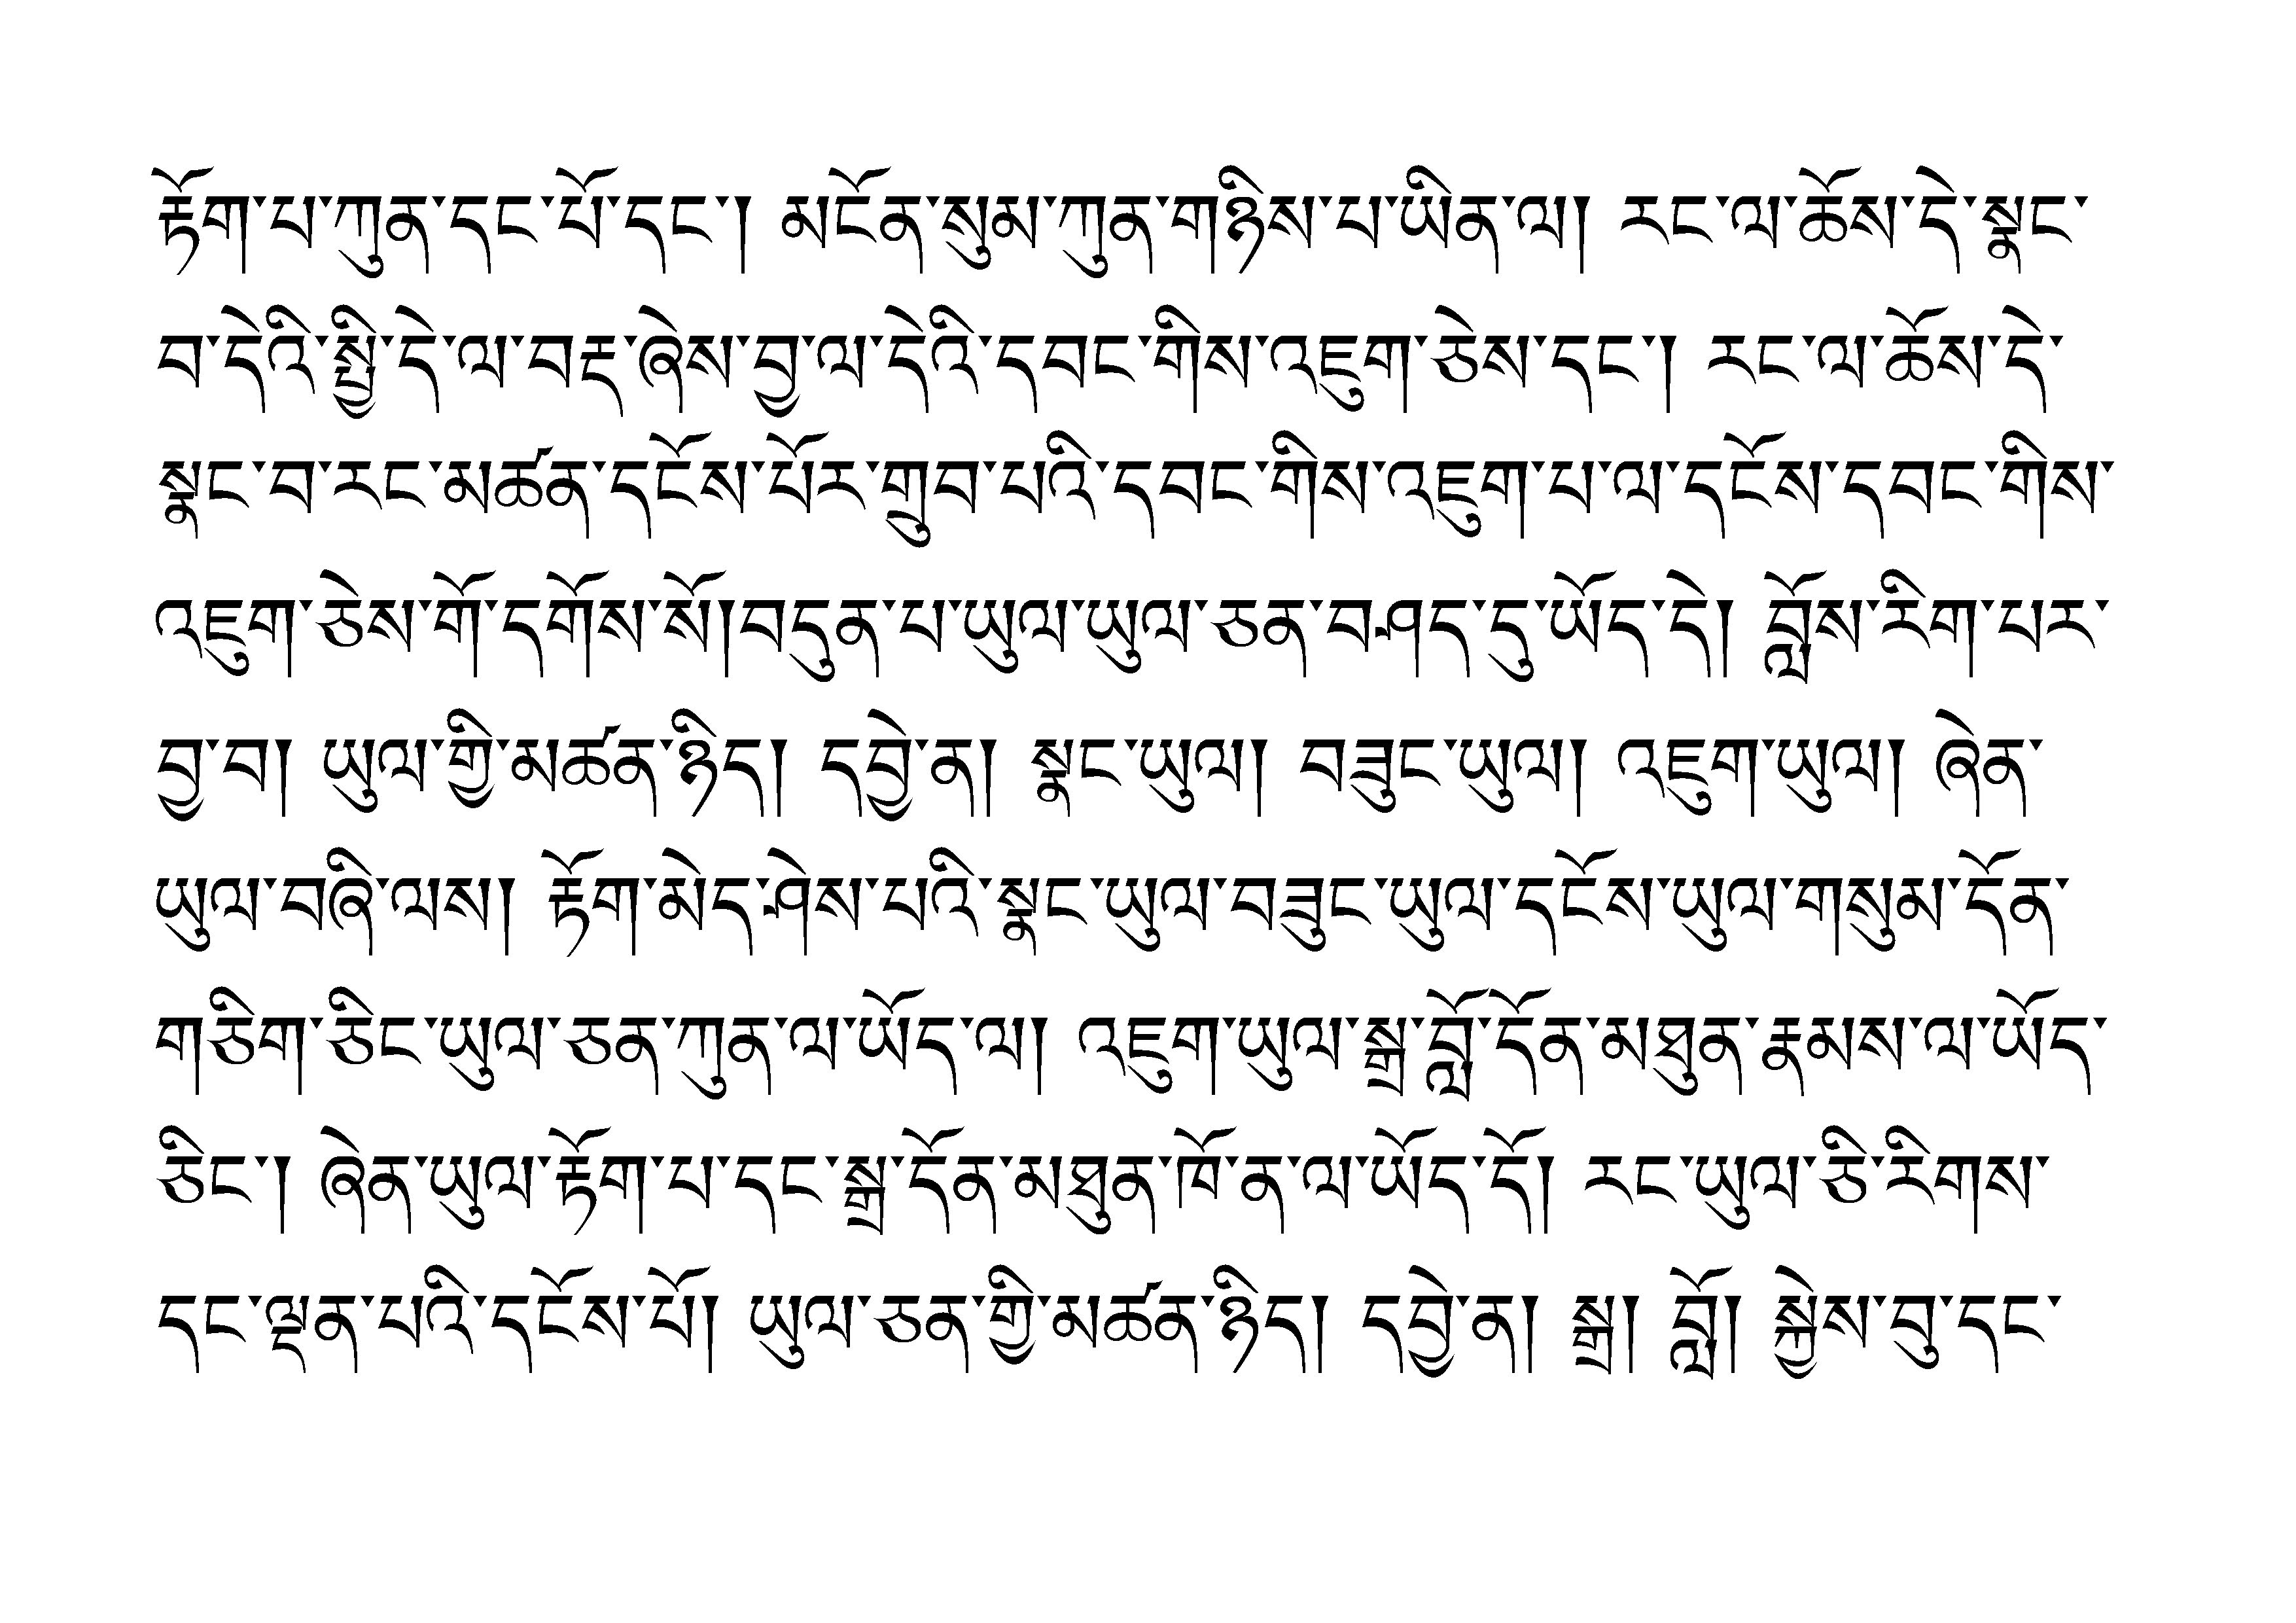 རྟོག་པ་ཀུན་དང་པོ་དང་། མངོན་སུམ་ཀུན་གཉིས་པ་ཡིན་ལ། རང་ལ་ཆོས་དེ་སྣང་
བ་དེའི་སྤྱི་དེ་ལ་བརྡ་ཞེས་བྱ་ལ་དེའི་དབང་གིས་འཇུག་ཅེས་དང་། རང་ལ་ཆོས་དེ་
སྣང་བ་རང་མཚན་དངོས་པོར་གྲུབ་པའི་དབང་གིས་འཇུག་པ་ལ་དངོས་དབང་གིས་
འཇུག་ཅེས་གོ་དགོས་སོ།བདུན་པ་ཡུལ་ཡུལ་ཅན་བཤད་དུ་ཡོད་དེ། བློས་རིག་པར་
བྱ་བ། ཡུལ་གྱི་མཚན་ཉིད། དབྱེ་ན། སྣང་ཡུལ། བཟུང་ཡུལ། འཇུག་ཡུལ། ཞེན་
ཡུལ་བཞི་ལས། རྟོག་མེད་ཤེས་པའི་སྣང་ཡུལ་བཟུང་ཡུལ་དངོས་ཡུལ་གསུམ་དོན་
གཅིག་ཅིང་ཡུལ་ཅན་ཀུན་ལ་ཡོད་ལ། འཇུག་ཡུལ་སྒྲ་བློ་དོན་མཐུན་རྣམས་ལ་ཡོད་
ཅིང་། ཞེན་ཡུལ་རྟོག་པ་དང་སྒྲ་དོན་མཐུན་ཁོ་ན་ལ་ཡོད་དོ། རང་ཡུལ་ཅི་རིགས་
དང་ལྡན་པའི་དངོས་པོ། ཡུལ་ཅན་གྱི་མཚན་ཉིད། དབྱེ་ན། སྒྲ། བློ། སྐྱེས་བུ་དང་